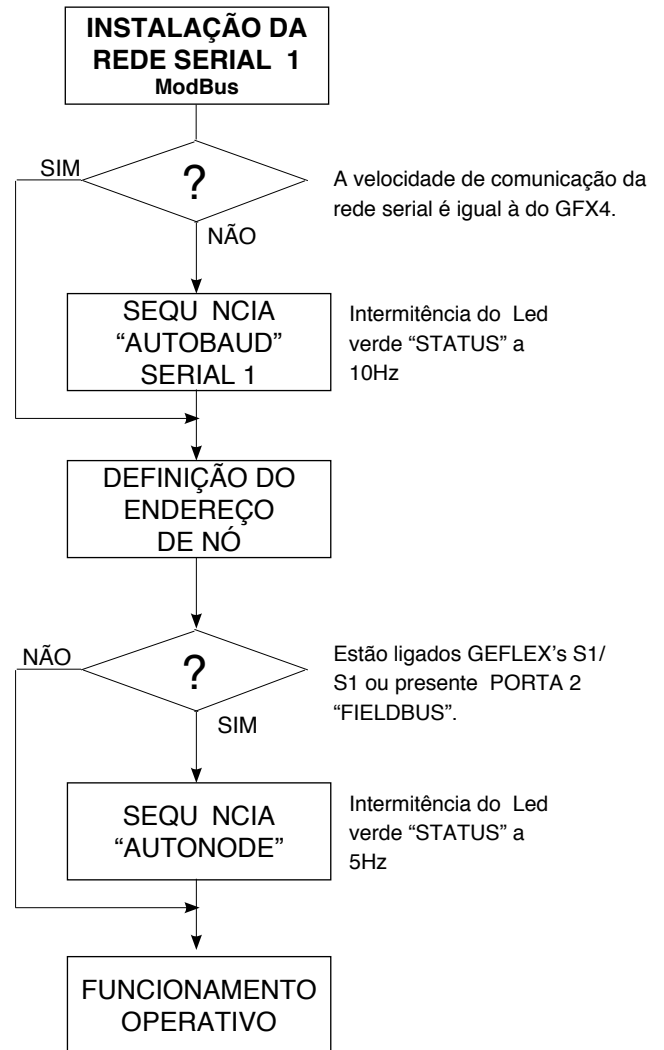 INSTALAÇÃO DA
REDE SERIAL 1
ModBus
SIM
?
A velocidade de comunicação da
rede serial é igual à do GFX4.
NÃO
SEQU NCIA
“AUTOBAUD”
SERIAL 1
Intermitência do Led
verde “STATUS” a
10Hz
DEFINIÇÃO DO
ENDEREÇO
DE NÓ
NÃO
?
Estão ligados GEFLEX’s S1/
S1 ou presente PORTA 2
“FIELDBUS”.
SIM
SEQU NCIA
“AUTONODE”
Intermitência do Led
verde “STATUS” a
5Hz
FUNCIONAMENTO
OPERATIVO